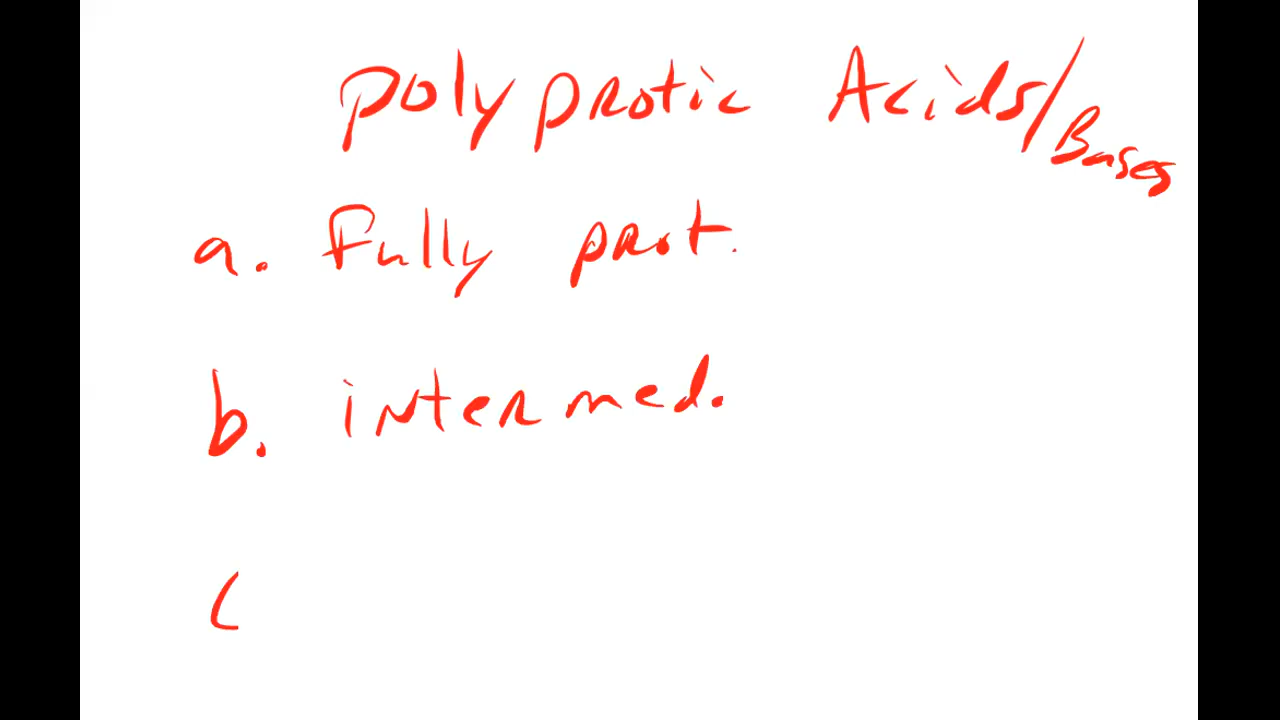 Polyprotic Acids/Bases
a. Fully prot.
b. intermed.
c